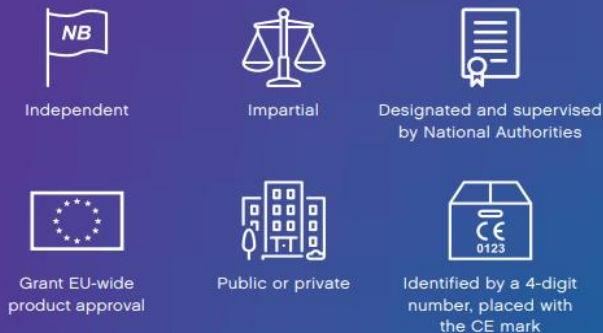 NB
Independent
Impartial
Designated and supervised
by National Authorities
Grant EU-wide
product approval
Public or private
CE
0123
Identified by a 4-digit
number, placed with
the CE mark